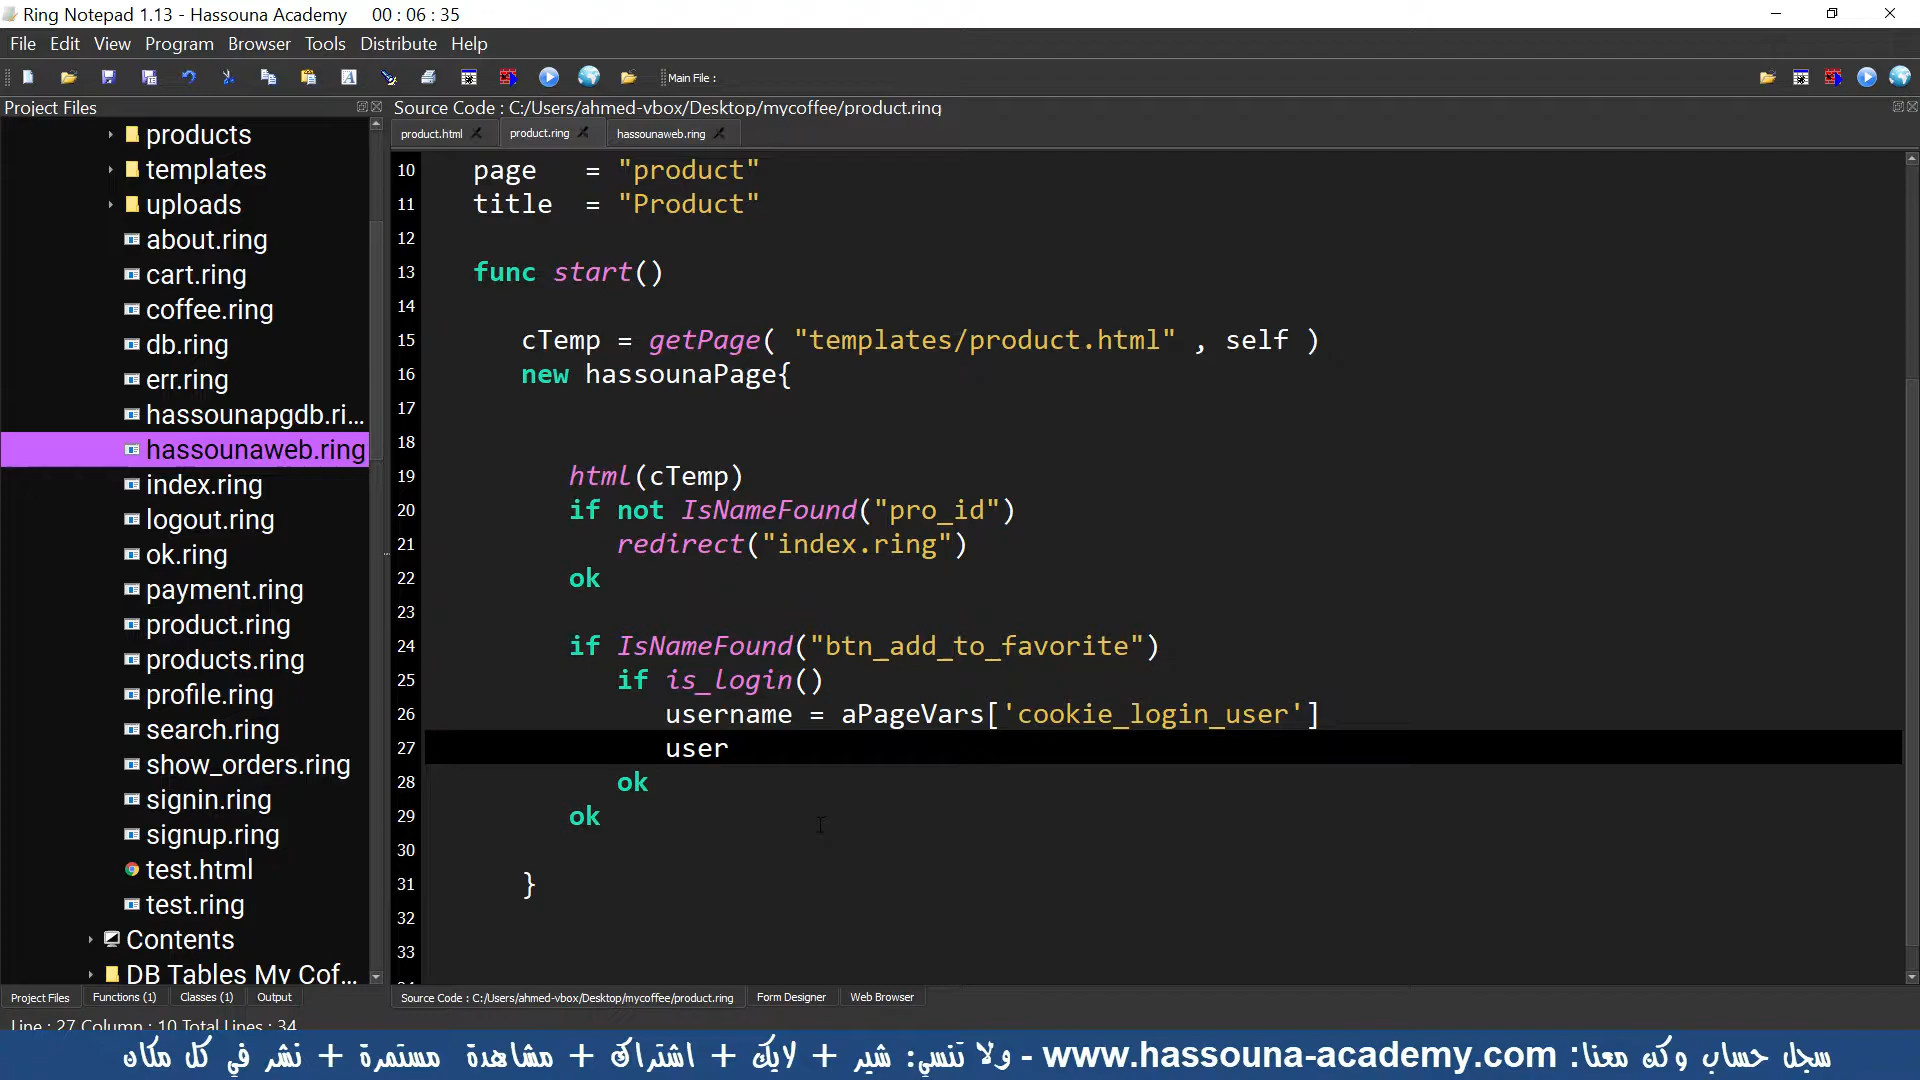 Ring Notepad 1.13 - Hassouna Academy 00 : 06 : 35
File Edit View Program Browser Tools Distribute Help
Main File :
Project Files
Source Code : C:/Users/ahmed-vbox/Desktop/mycoffee/product.ring
product.html product.ring hassounaweb.ring
products
templates
uploads
about.ring
cart.ring
coffee.ring
db.ring
err.ring
hassounapgdb.ri...
hassounaweb.ring
index.ring
logout.ring
ok.ring
payment.ring
product.ring
products.ring
profile.ring
search.ring
show_orders.ring
signin.ring
signup.ring
test.html
test.ring
Contents
DB Tables My Cof...
10 page = "product"
11 title = "Product"
12
13 func start()
14
15 cTemp = getPage( "templates/product.html" , self )
16 new hassounaPage{
17
18
19 html(cTemp)
20 if not IsNameFound("pro_id")
21 redirect("index.ring")
22 ok
23
24 if IsNameFound("btn_add_to_favorite")
25 if is_login()
26 username = aPageVars['cookie_login_user']
27 user
28 ok
29 ok
30
31 }
32
33
Project Files Functions (1) Classes (1) Output
Source Code : C:/Users/ahmed-vbox/Desktop/mycoffee/product.ring Form Designer Web Browser
Line : 27 Column : 10 Total Lines : 34
سجل حساب وكن معنا: www.hassouna-academy.com - ولا تنسي: شير + لايك + اشتراك + مشاهدة مستمرة + نشر في كل مكان